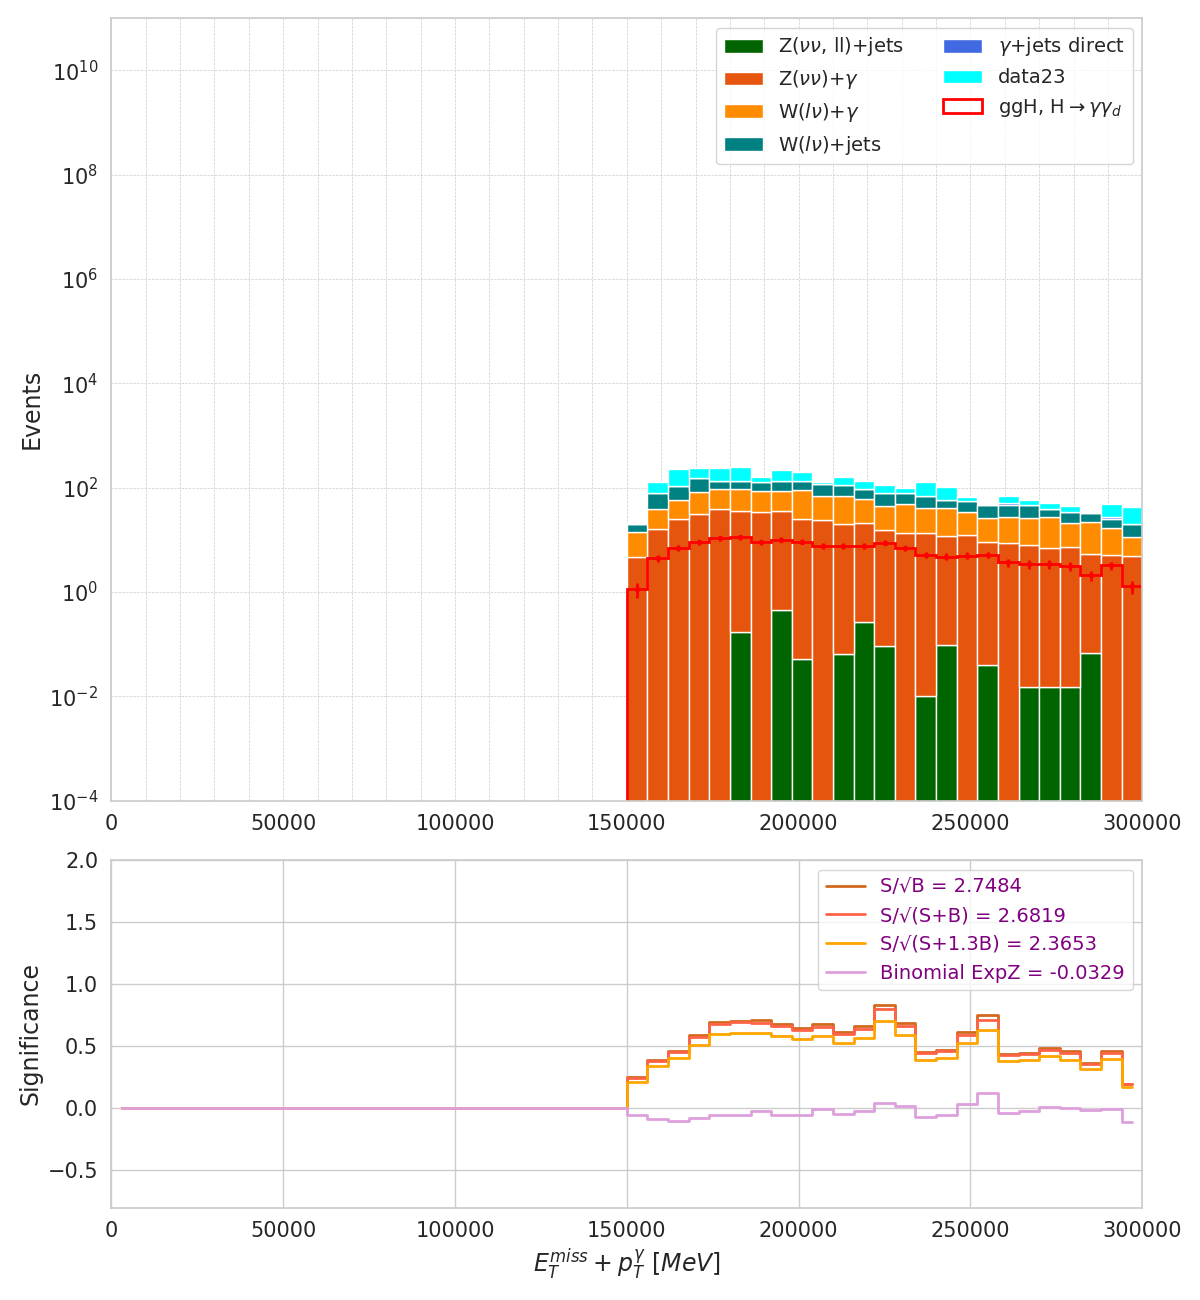 Z(νν, ll)+jets
Z(νν)+γ
W(lν)+γ
W(lν)+jets
γ+jets direct
data23
ggH, H→γγ_d
Events
10^10
10^8
10^6
10^4
10^2
10^0
10^−2
10^−4
0 50000 100000 150000 200000 250000 300000
S/√B = 2.7484
S/√(S+B) = 2.6819
S/√(S+1.3B) = 2.3653
Binomial ExpZ = -0.0329
Significance
2.0
1.5
1.0
0.5
0.0
−0.5
0 50000 100000 150000 200000 250000 300000
E_T^miss + p_T^γ [MeV]